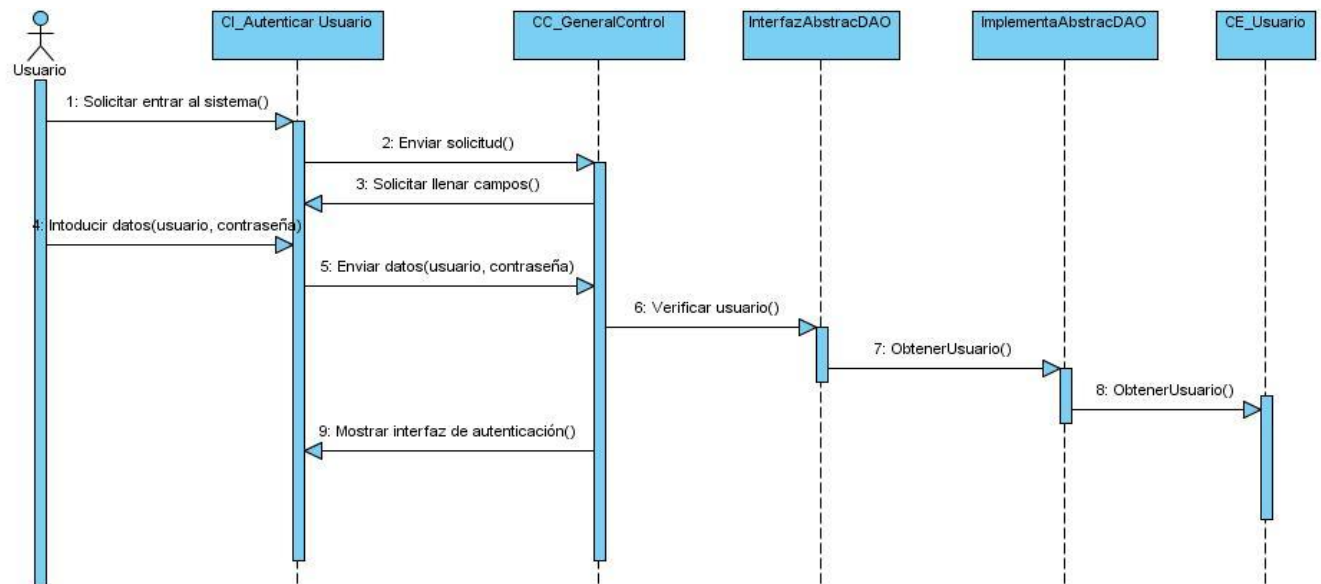 CI_Autenticar Usuario
CC_GeneralControl
InterfazAbstracDAO
ImplementaAbstracDAO
CE_Usuario
Usuario
1: Solicitar entrar al sistema()
2: Enviar solicitud()
3: Solicitar llenar campos()
4: Intoducir datos(usuario, contraseña)
5: Enviar datos(usuario, contraseña)
6: Verificar usuario()
7: ObtenerUsuario()
8: ObtenerUsuario()
9: Mostrar interfaz de autenticación()